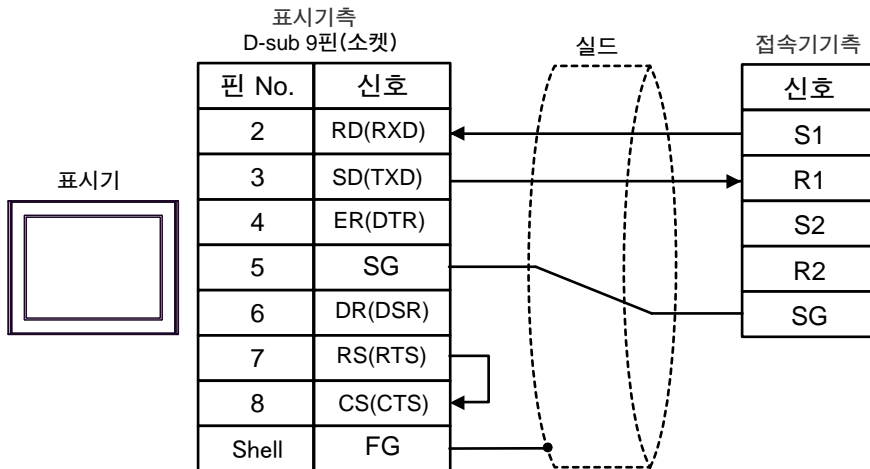 표시기측
D-sub 9핀(소켓)
실드
접속기기측
핀 No. 신호
신호
2 RD(RXD)
S1
3 SD(TXD)
R1
표시기
4 ER(DTR)
S2
5 SG
R2
6 DR(DSR)
SG
7 RS(RTS)
8 CS(CTS)
Shell FG